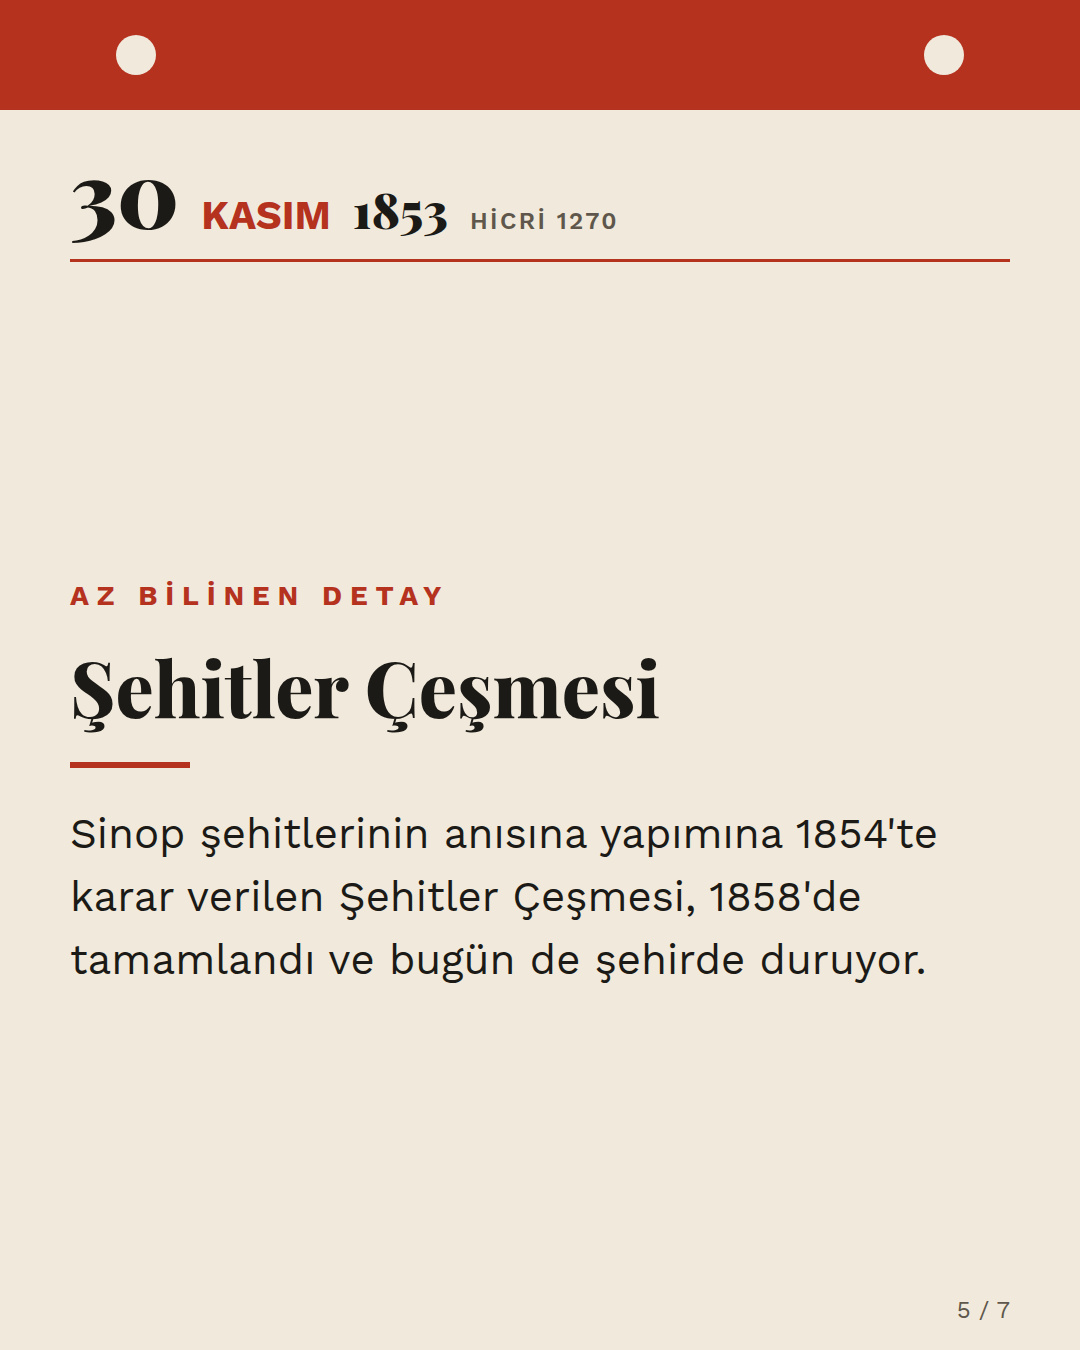 30 KASIM 1853 HİCRİ 1270
AZ BİLİNEN DETAY
Şehitler Çeşmesi
Sinop şehitlerinin anısına yapımına 1854'te
karar verilen Şehitler Çeşmesi, 1858'de
tamamlandı ve bugün de şehirde duruyor.
5 / 7